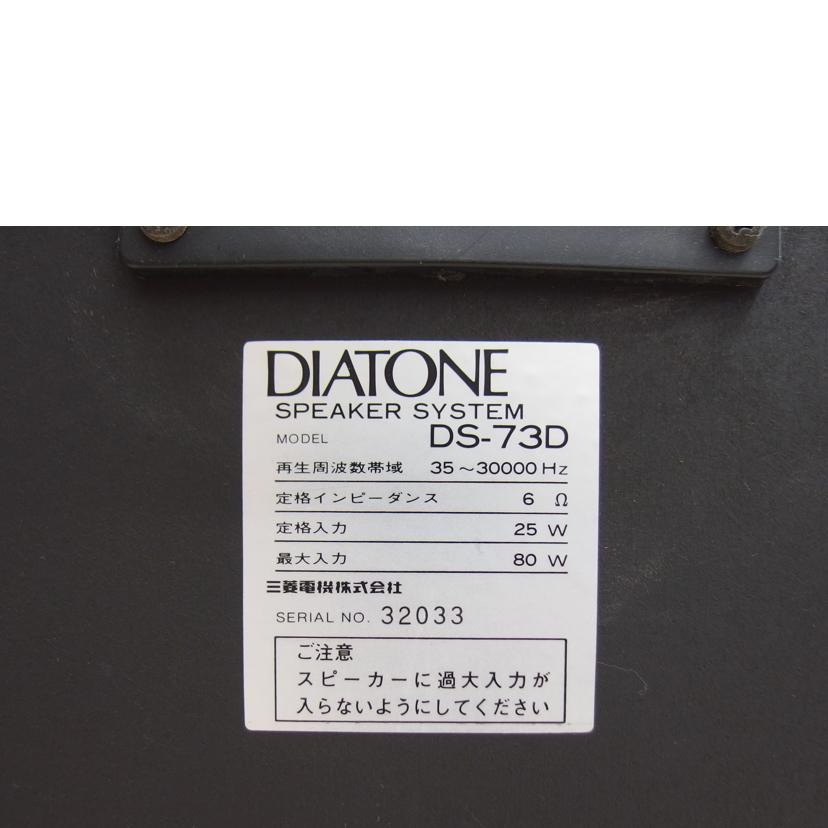 DIATONE
SPEAKER SYSTEM
MODEL DS-73D
再生周波数帯域 35～30000 Hz
定格インピーダンス 6 Ω
定格入力 25 W
最大入力 80 W
三菱電機株式会社
SERIAL NO. 32033
ご注意
スピーカーに過大入力が
入らないようにしてください